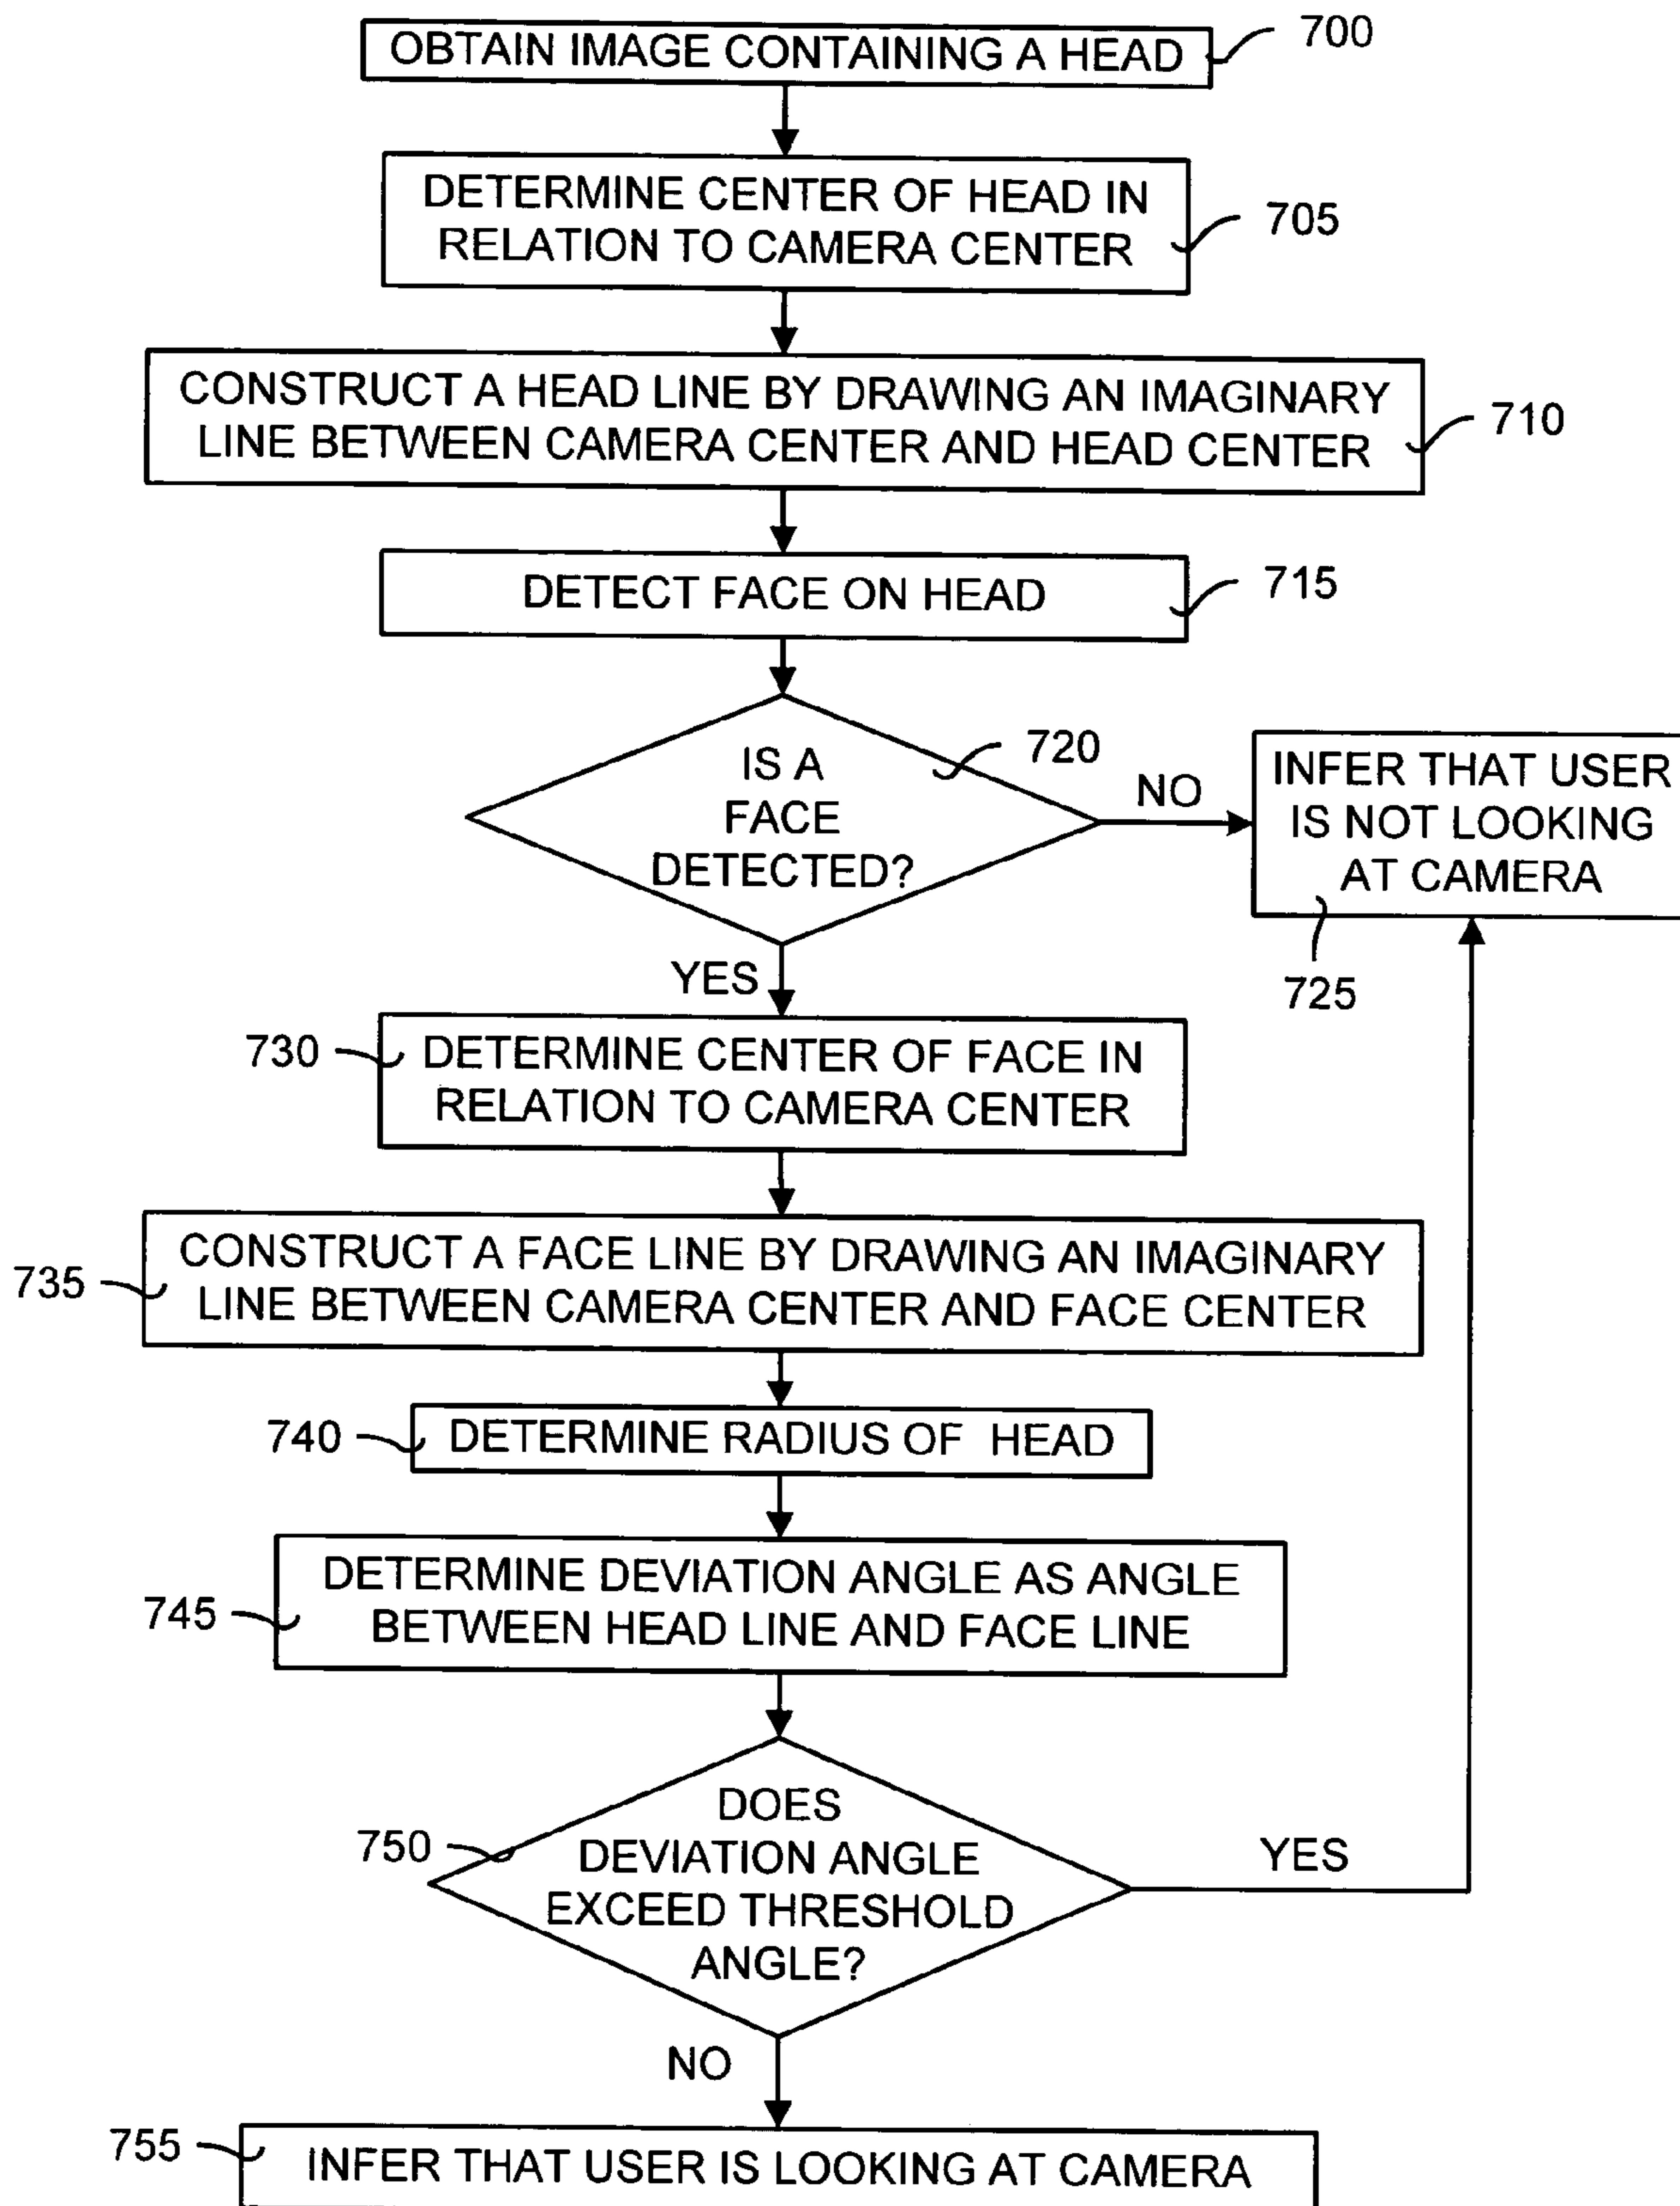 OBTAIN IMAGE CONTAINING A HEAD
700
DETERMINE CENTER OF HEAD IN
RELATION TO CAMERA CENTER
705
CONSTRUCT A HEAD LINE BY DRAWING AN IMAGINARY
LINE BETWEEN CAMERA CENTER AND HEAD CENTER
710
DETECT FACE ON HEAD
715
IS A
FACE
DETECTED?
720
NO
INFER THAT USER
IS NOT LOOKING
AT CAMERA
725
YES
730
DETERMINE CENTER OF FACE IN
RELATION TO CAMERA CENTER
735
CONSTRUCT A FACE LINE BY DRAWING AN IMAGINARY
LINE BETWEEN CAMERA CENTER AND FACE CENTER
740
DETERMINE RADIUS OF HEAD
745
DETERMINE DEVIATION ANGLE AS ANGLE
BETWEEN HEAD LINE AND FACE LINE
750
DOES
DEVIATION ANGLE
EXCEED THRESHOLD
ANGLE?
YES
NO
755
INFER THAT USER IS LOOKING AT CAMERA